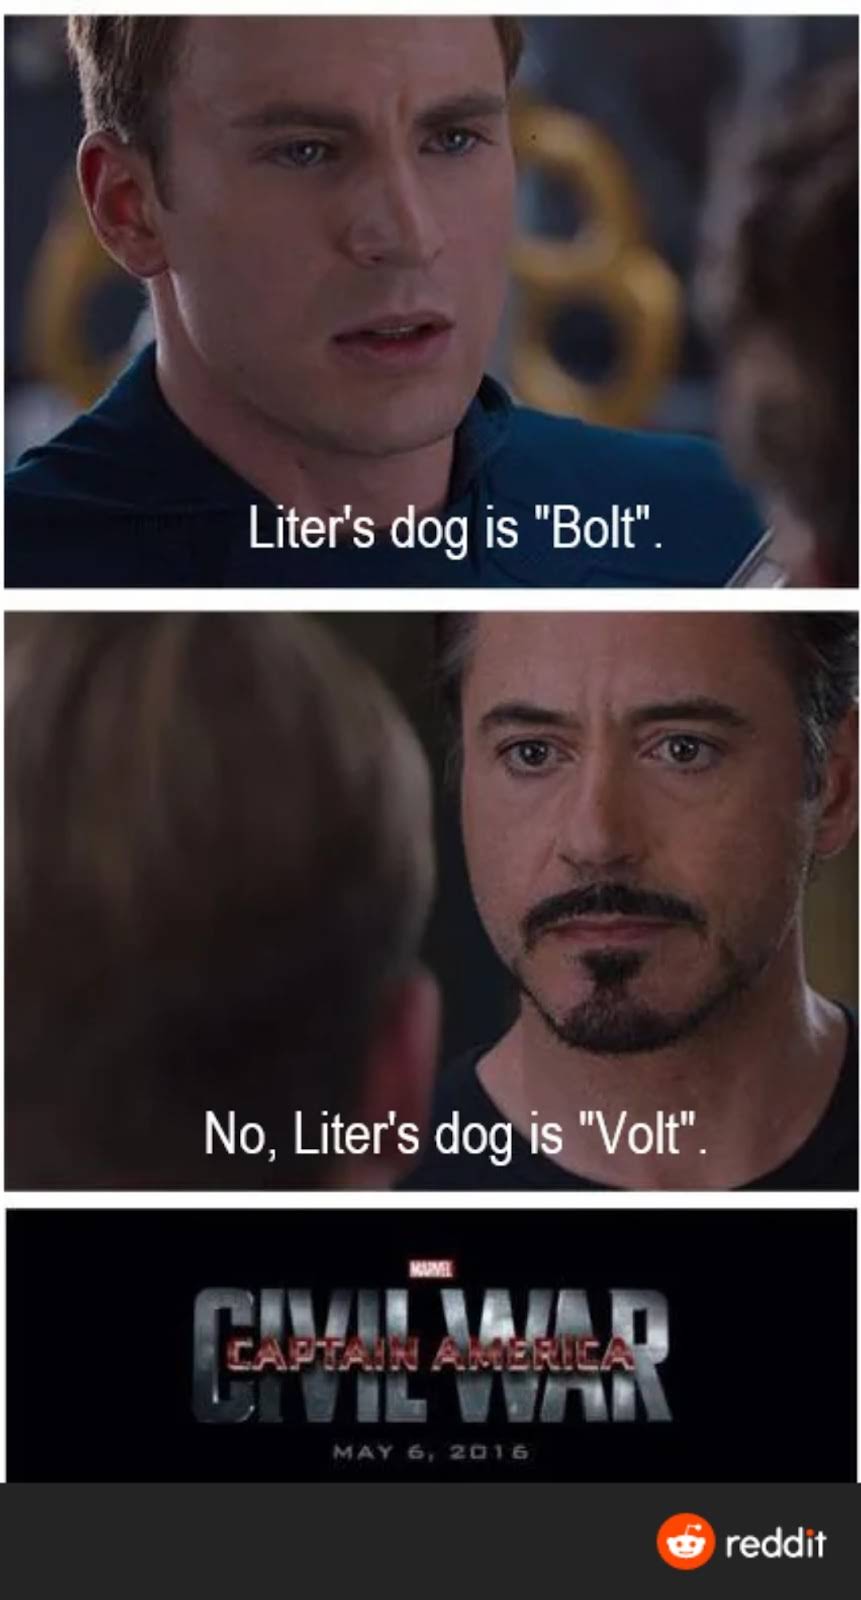 Liter's dog is "Bolt".
No, Liter's dog is "Volt".
MARVEL
CIVIL WAR
CAPTAIN AMERICA
MAY 6, 2016
reddit